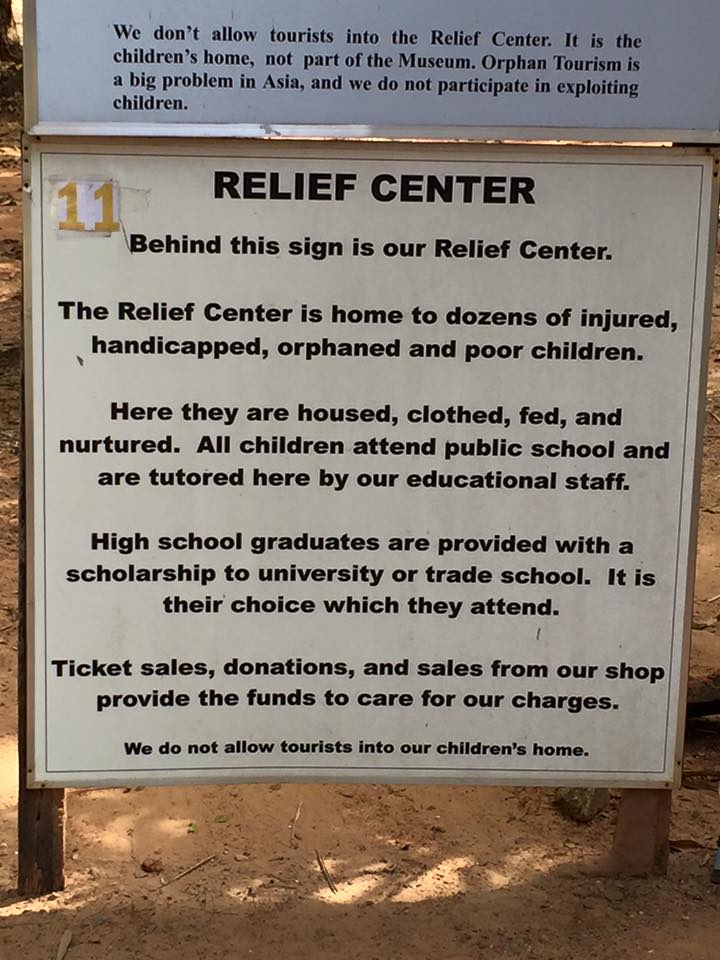 We don't allow tourists into the Relief Center. It is the
children's home, not part of the Museum. Orphan Tourism is
a big problem in Asia, and we do not participate in exploiting
children.
11
RELIEF CENTER
Behind this sign is our Relief Center.
The Relief Center is home to dozens of injured,
handicapped, orphaned and poor children.
Here they are housed, clothed, fed, and
nurtured. All children attend public school and
are tutored here by our educational staff.
High school graduates are provided with a
scholarship to university or trade school. It is
their choice which they attend.
Ticket sales, donations, and sales from our shop
provide the funds to care for our charges.
We do not allow tourists into our children's home.